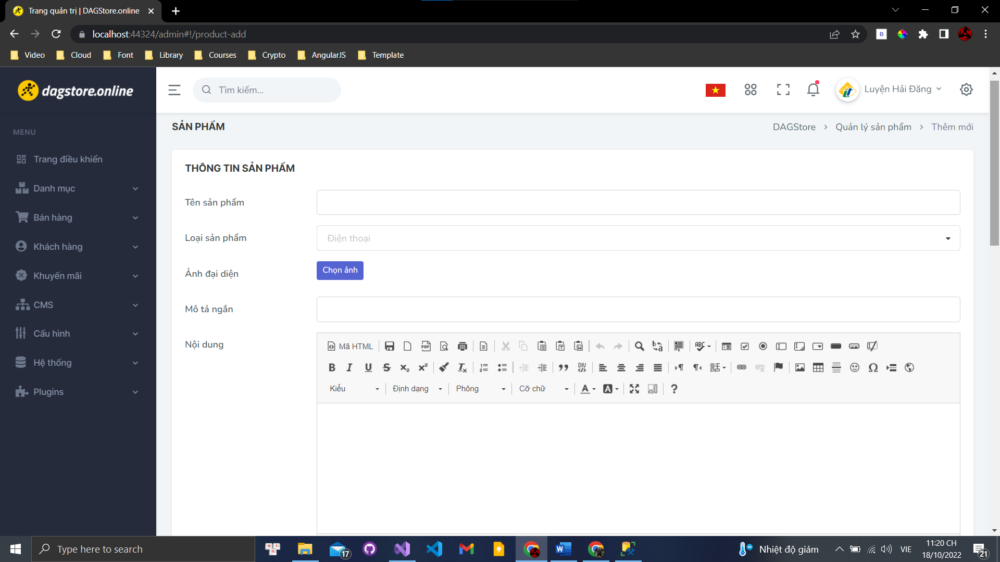 Trang quản trị | DAGStore.online
localhost:44324/admin#!/product-add
B
Video
Cloud
Font
Library
Courses
Crypto
AngularJS
Template
dagstore.online
Tìm kiếm...
Luyện Hải Đăng
MENU
Trang điều khiển
Danh mục
Bán hàng
Khách hàng
Khuyến mãi
CMS
Cấu hình
Hệ thống
Plugins
SẢN PHẨM
DAGStore > Quản lý sản phẩm > Thêm mới
THÔNG TIN SẢN PHẨM
Tên sản phẩm
Loại sản phẩm
Điện thoại
Ảnh đại diện
Chọn ảnh
Mô tả ngắn
Nội dung
Mã HTML
Kiểu
Định dạng
Phông
Cỡ chữ
Type here to search
17
Nhiệt độ giảm
VIE
11:20 CH
18/10/2022
21